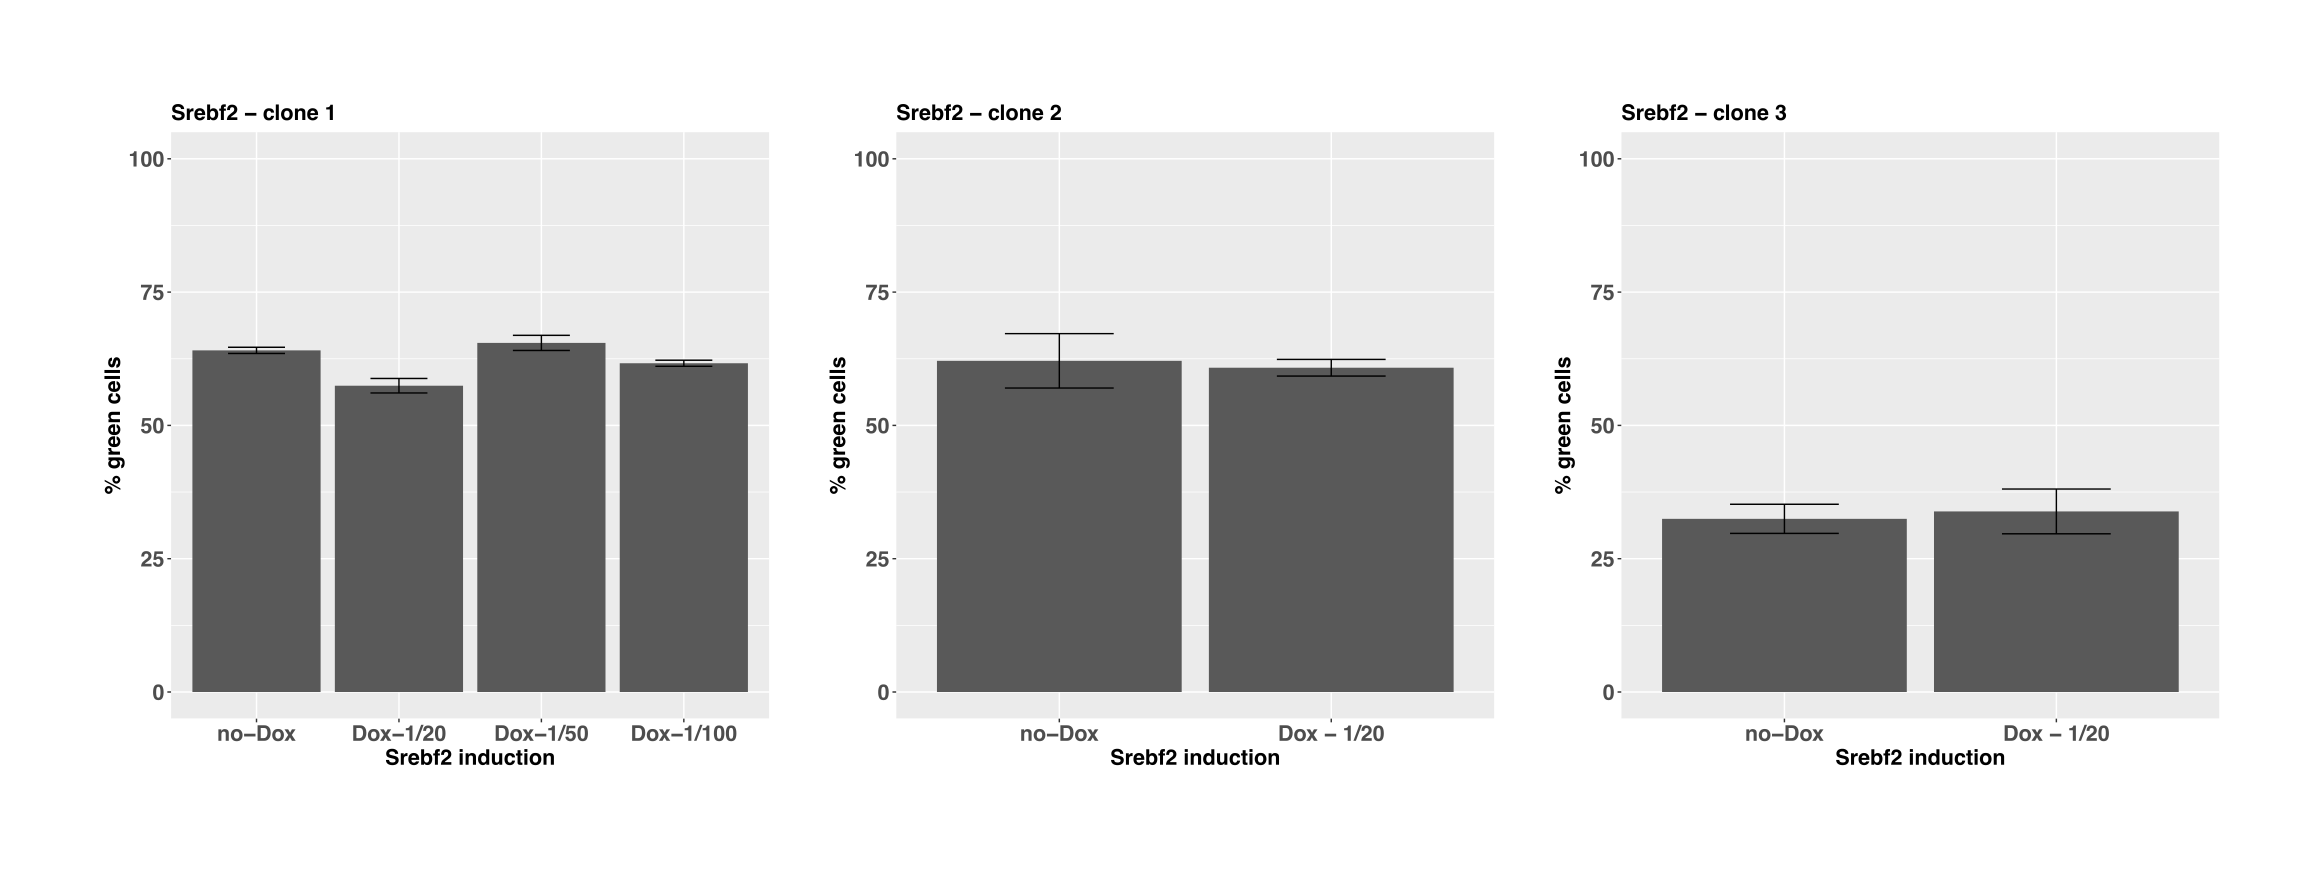 Srebf2 – clone 1
100
75
50
25
0
% green cells
no–Dox Dox–1/20 Dox–1/50 Dox–1/100
Srebf2 induction
Srebf2 – clone 2
100
75
50
25
0
% green cells
no–Dox Dox – 1/20
Srebf2 induction
Srebf2 – clone 3
100
75
50
25
0
% green cells
no–Dox Dox – 1/20
Srebf2 induction